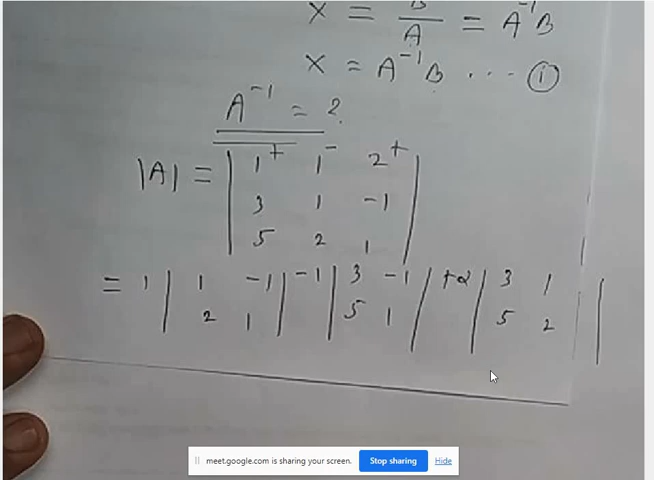 X = B/A = A⁻¹B
X = A⁻¹B ... ①
A⁻¹ = ?
|A| = | 1⁺ 1⁻ 2⁺ |
3 1 -1
5 2 1
= 1 | 1 -1 | -1 | 3 -1 | +2 | 3 1 |
2 1 5 1 5 2
meet.google.com is sharing your screen. Stop sharing Hide